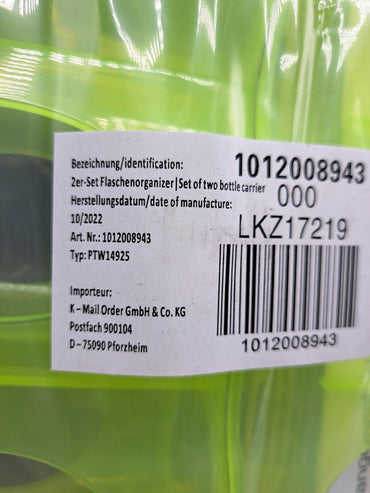 Bezeichnung/identification:
2er-Set Flaschenorganizer|Set of two bottle carrier
Herstellungsdatum/date of manufacture:
10/2022
Art. Nr.: 1012008943
Typ: PTW14925
Importeur:
K – Mail Order GmbH & Co. KG
Postfach 900104
D – 75090 Pforzheim
1012008943
000
LKZ17219
1012008943